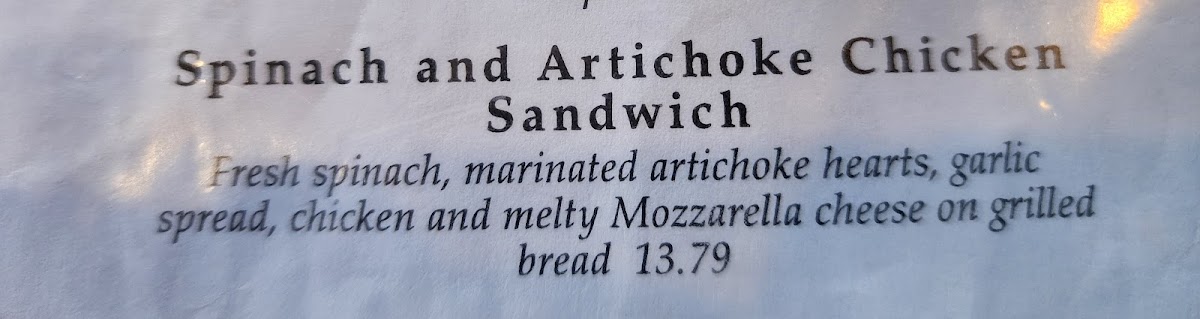 Spinach and Artichoke Chicken
Sandwich
Fresh spinach, marinated artichoke hearts, garlic
spread, chicken and melty Mozzarella cheese on grilled
bread 13.79